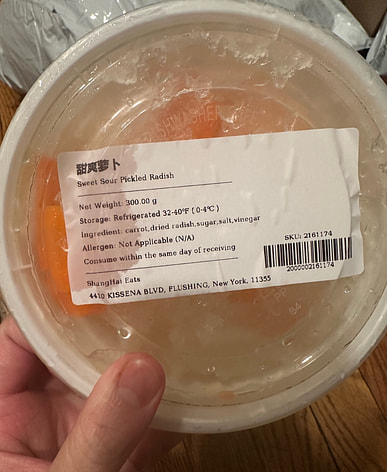 甜爽萝卜
Sweet Sour Pickled Radish
Net Weight: 300.00 g
Storage: Refrigerated 32-40°F ( 0-4°C )
Ingredient: carrot,dried radish,sugar,salt,vinegar
Allergen: Not Applicable (N/A)
Consume within the same day of receiving
SKU: 2161174
2000002161174
ShangHai Eats
4410 KISSENA BLVD, FLUSHING, New York. 11355